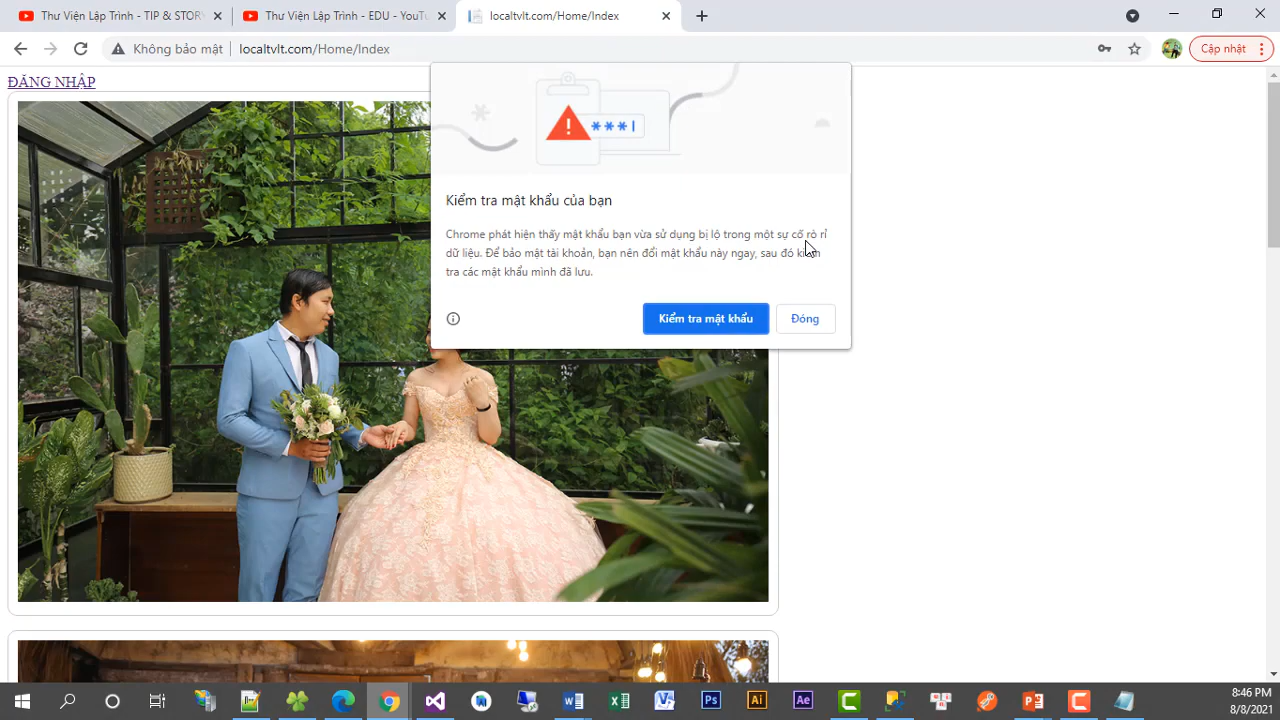 Thư Viện Lập Trình - TIP & STORY
Thư Viện Lập Trình - EDU - YouTu
localtvlt.com/Home/Index
Không bảo mật
localtvlt.com/Home/Index
Cập nhật
ĐĂNG NHẬP
***
Kiểm tra mật khẩu của bạn
Chrome phát hiện thấy mật khẩu bạn vừa sử dụng bị lộ trong một sự cố rò rỉ
dữ liệu. Để bảo mật tài khoản, bạn nên đổi mật khẩu này ngay, sau đó kiểm
tra các mật khẩu mình đã lưu.
Kiểm tra mật khẩu
Đóng
Ps
Ai
Ae
8:46 PM
8/8/2021